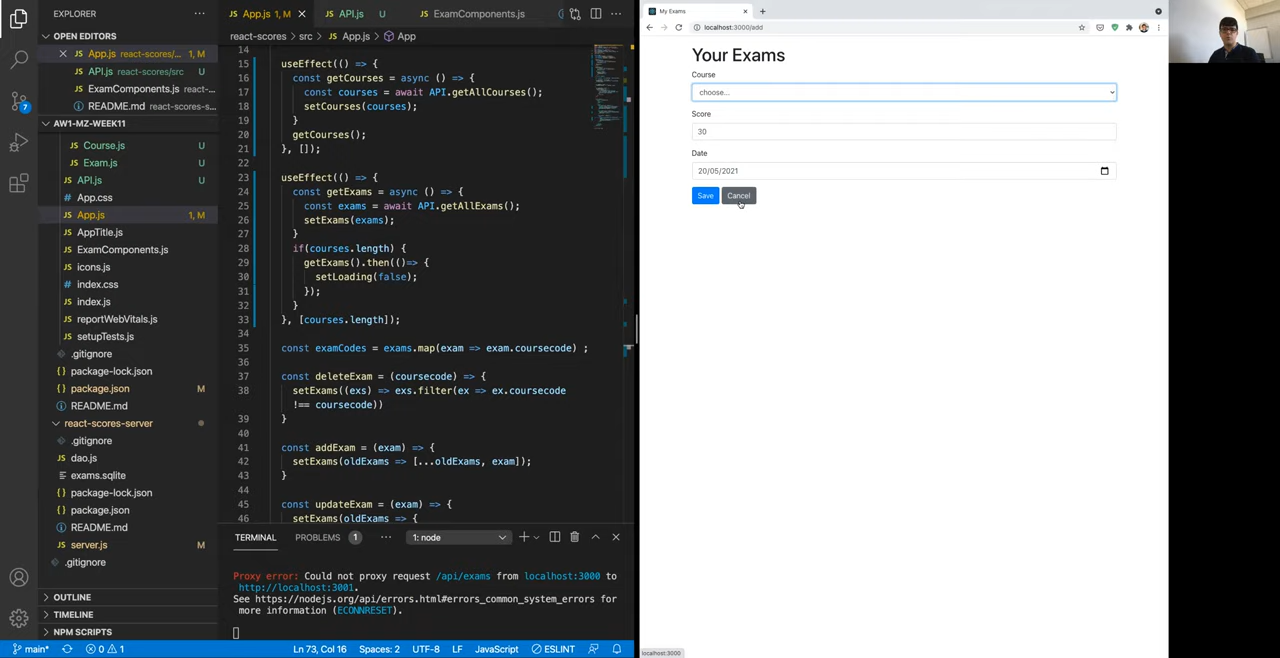 EXPLORER
OPEN EDITORS
App.js react-scores/... 1, M
API.js react-scores/src U
ExamComponents.js react-...
README.md react-scores-s...
AW1-MZ-WEEK11
Course.js U
Exam.js U
API.js U
App.css
App.js 1, M
AppTitle.js
ExamComponents.js
icons.js
index.css
index.js
reportWebVitals.js
setupTests.js
.gitignore
package-lock.json
package.json M
README.md
react-scores-server
.gitignore
dao.js
exams.sqlite
package-lock.json
package.json
README.md
server.js M
.gitignore
OUTLINE
TIMELINE
NPM SCRIPTS
App.js 1, M
API.js U
ExamComponents.js
react-scores > src > App.js > App
14
15 useEffect(() => {
16 const getCourses = async () => {
17 const courses = await API.getAllCourses();
18 setCourses(courses);
19 }
20 getCourses();
21 }, []);
22
23 useEffect(() => {
24 const getExams = async () => {
25 const exams = await API.getAllExams();
26 setExams(exams);
27 }
28 if(courses.length) {
29 getExams().then(()=> {
30 setLoading(false);
31 });
32 }
33 }, [courses.length]);
34
35 const examCodes = exams.map(exam => exam.coursecode) ;
36
37 const deleteExam = (coursecode) => {
38 setExams((exs) => exs.filter(ex => ex.coursecode
!== coursecode))
39 }
40
41 const addExam = (exam) => {
42 setExams(oldExams => [...oldExams, exam]);
43 }
44
45 const updateExam = (exam) => {
46 setExams(oldExams => {
TERMINAL PROBLEMS 1 ... 1: node
Proxy error: Could not proxy request /api/exams from localhost:3000 to
http://localhost:3001.
See https://nodejs.org/api/errors.html#errors_common_system_errors for
more information (ECONNRESET).
main* 0 1 Ln 73, Col 16 Spaces: 2 UTF-8 LF JavaScript ESLINT
7
My Exams
localhost:3000/add
Your Exams
Course
choose...
Score
30
Date
20/05/2021
Save Cancel
localhost:3000